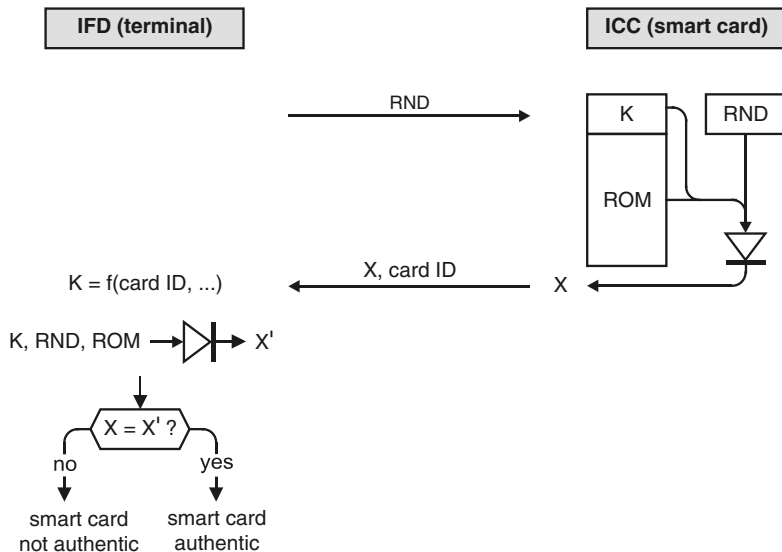 IFD (terminal)
ICC (smart card)
RND
K
RND
ROM
X, card ID
X
K = f(card ID, ...)
K, RND, ROM
X'
X = X' ?
no
yes
smart card
not authentic
smart card
authentic